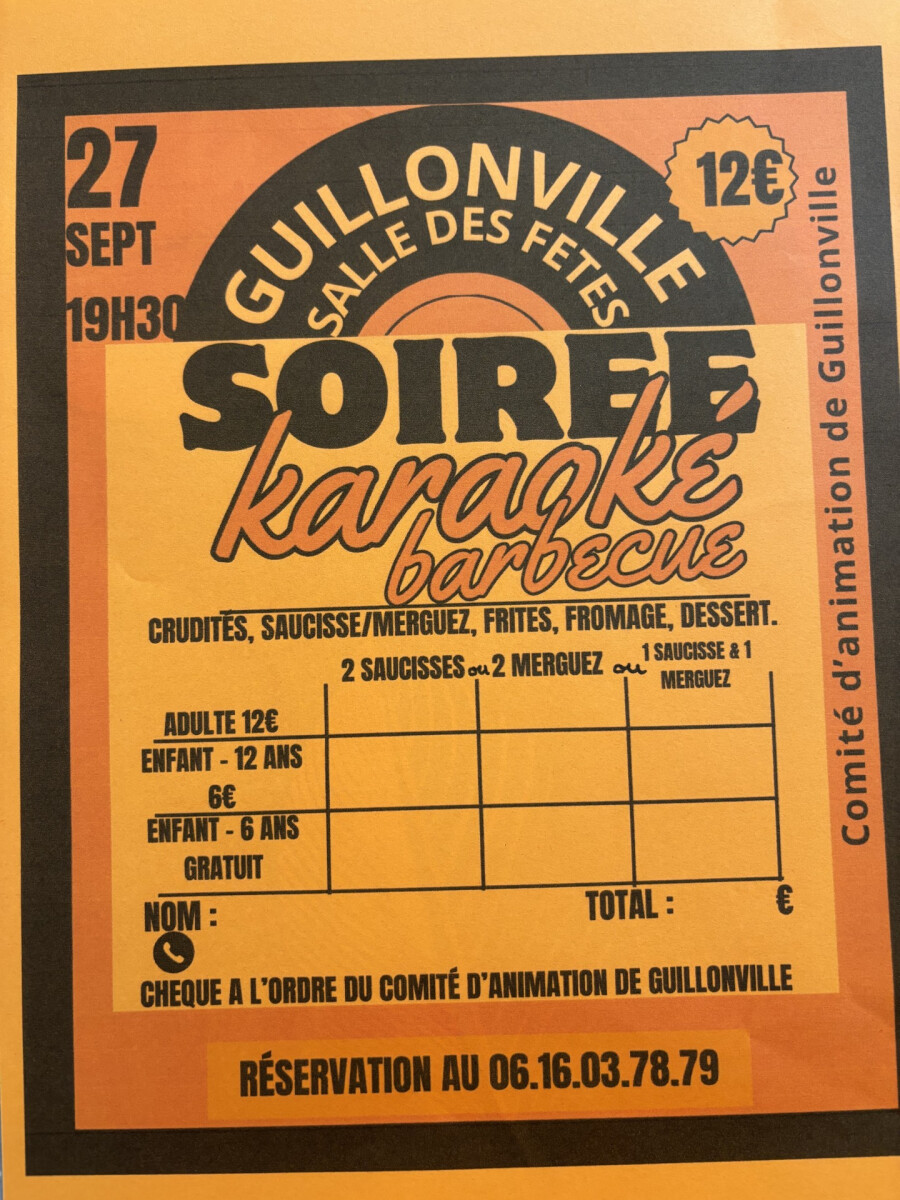 27
SEPT
19H30
GUILLONVILLE
SALLE DES FETES
12€
SOIREE
karaoké
barbecue
CRUDITÉS, SAUCISSE/MERGUEZ, FRITES, FROMAGE, DESSERT.
2 SAUCISSES ou 2 MERGUEZ ou 1 SAUCISSE & 1
MERGUEZ
ADULTE 12€
ENFANT - 12 ANS
6€
ENFANT - 6 ANS
GRATUIT
NOM :
TOTAL : €
CHEQUE A L'ORDRE DU COMITÉ D'ANIMATION DE GUILLONVILLE
RÉSERVATION AU 06.16.03.78.79
Comité d'animation de Guillonville